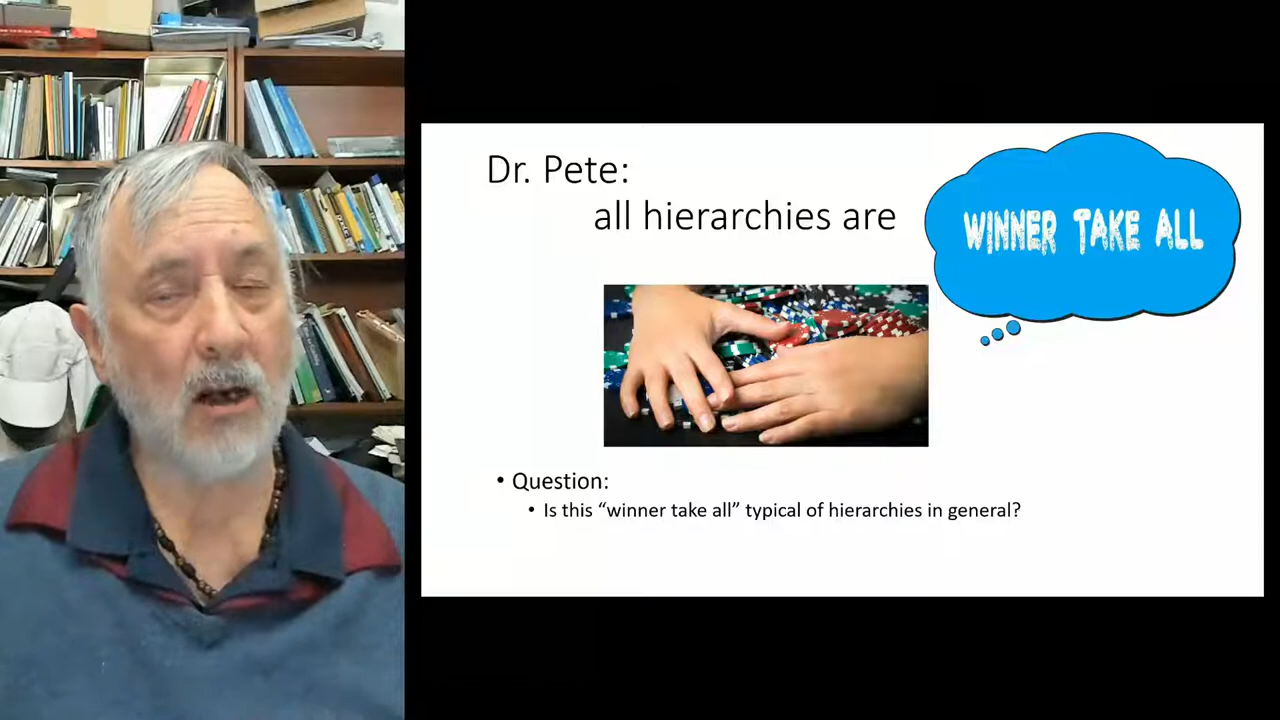 Dr. Pete:
all hierarchies are
WINNER TAKE ALL
• Question:
• Is this “winner take all” typical of hierarchies in general?